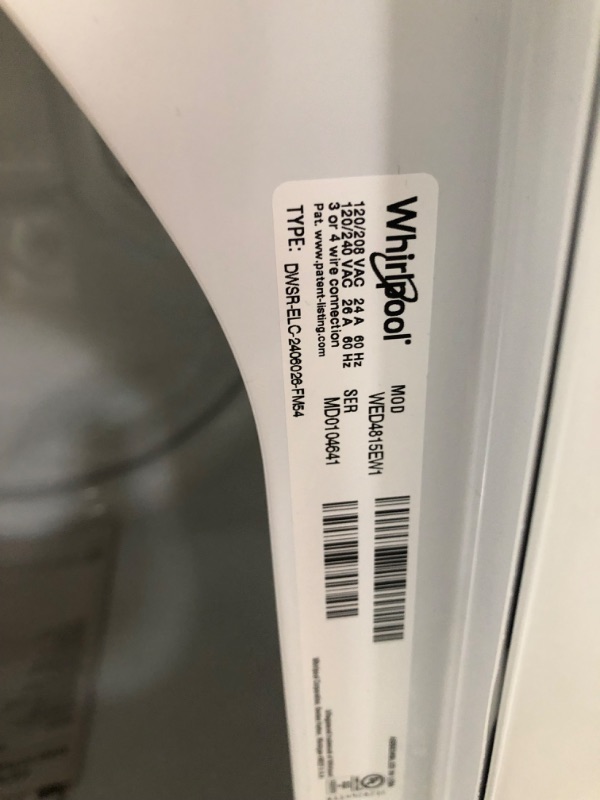 Whirlpool
120/208 VAC 24 A 60 Hz
120/240 VAC 26 A 60 Hz
3 or 4 wire connection
Pat. www.patent-listing.com
TYPE: DWSR-ELC-2406026-FM54
MOD
WED4815EW1
SER
MD0104641